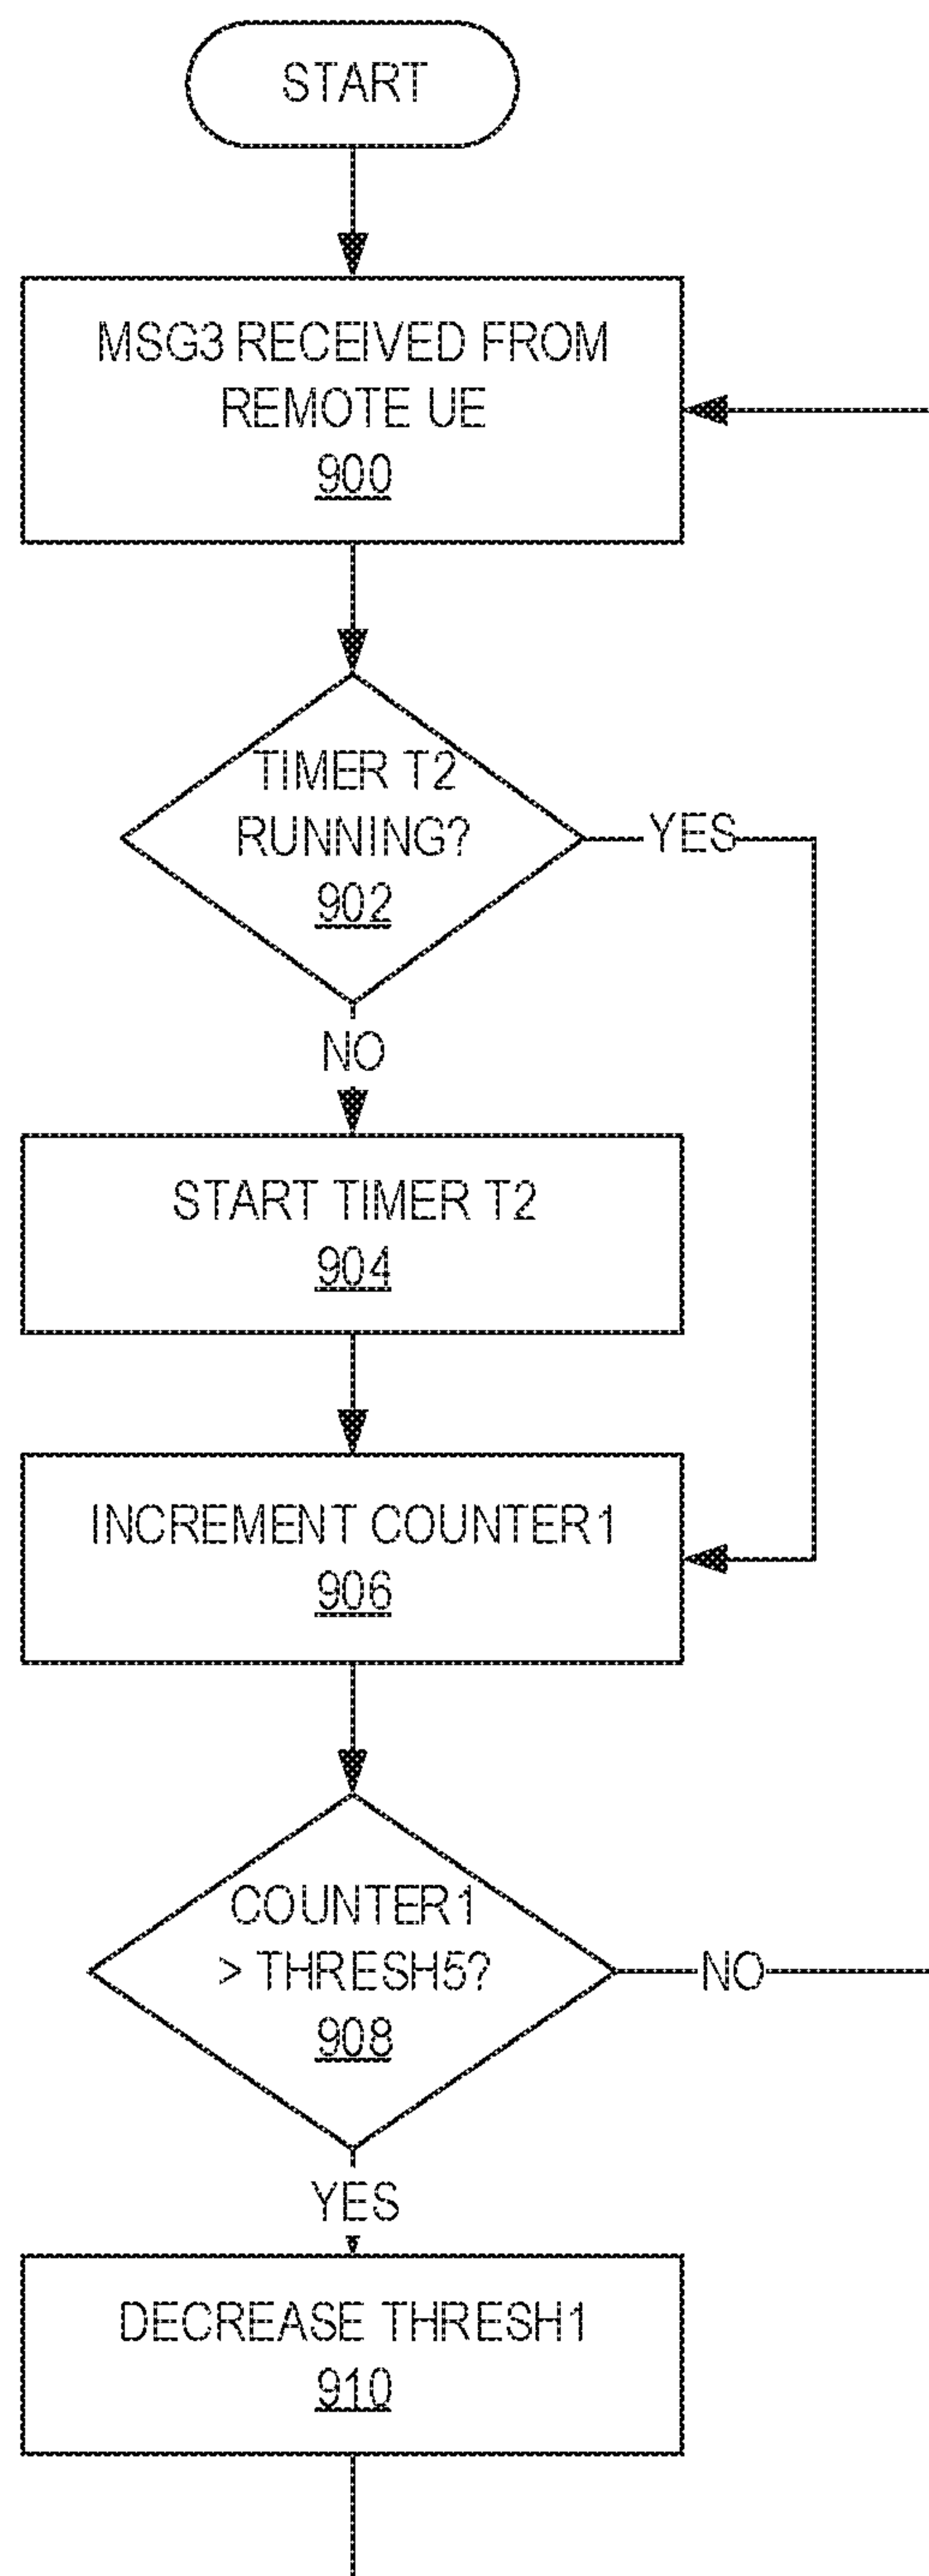 START
MSG3 RECEIVED FROM
REMOTE UE
900
TIMER T2
RUNNING?
902
YES
NO
START TIMER T2
904
INCREMENT COUNTER1
906
COUNTER1
> THRESH5?
908
NO
YES
DECREASE THRESH1
910